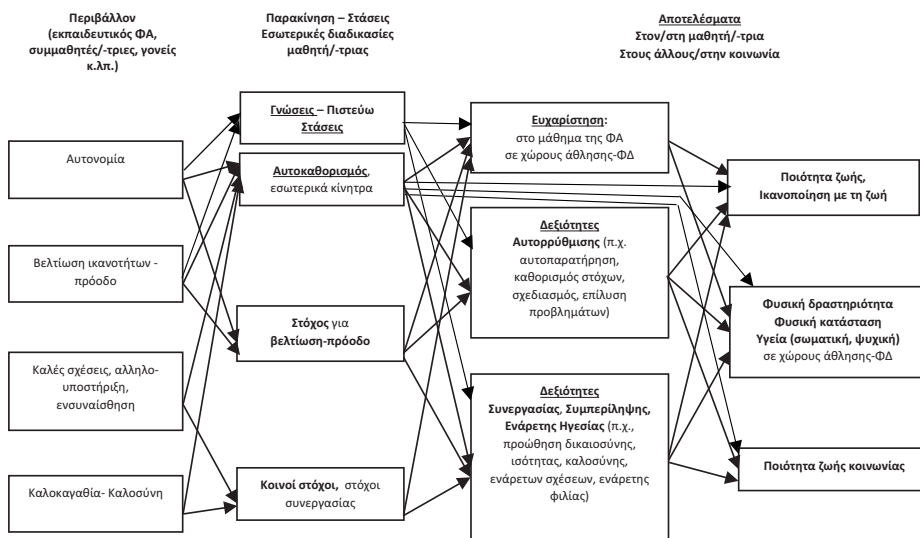 Περιβάλλον
(εκπαιδευτικός ΦΑ,
συμμαθητές/-τριες, γονείς
κ.λπ.)
Παρακίνηση – Στάσεις
Εσωτερικές διαδικασίες
μαθητή/-τριας
Αποτελέσματα
Στον/στη μαθητή/-τρια
Στους άλλους/στην κοινωνία
Αυτονομία
Βελτίωση ικανοτήτων -
πρόοδο
Καλές σχέσεις, αλληλο-
υποστήριξη,
ενσυναίσθηση
Καλοκαγαθία- Καλοσύνη
Γνώσεις – Πιστεύω
Στάσεις
Αυτοκαθορισμός,
εσωτερικά κίνητρα
Στόχος για
βελτίωση-πρόοδο
Κοινοί στόχοι, στόχοι
συνεργασίας
Ευχαρίστηση:
στο μάθημα της ΦΑ
σε χώρους άθλησης-ΦΔ
Δεξιότητες
Αυτορρύθμισης (π.χ.
αυτοπαρατήρηση,
καθορισμός στόχων,
σχεδιασμός, επίλυση
προβλημάτων)
Δεξιότητες
Συνεργασίας, Συμπερίληψης,
Ενάρετης Ηγεσίας (π.χ.,
προώθηση δικαιοσύνης,
ισότητας, καλοσύνης,
ενάρετων σχέσεων, ενάρετης
φιλίας)
Ποιότητα ζωής,
Ικανοποίηση με τη ζωή
Φυσική δραστηριότητα
Φυσική κατάσταση
Υγεία (σωματική, ψυχική)
σε χώρους άθλησης-ΦΔ
Ποιότητα ζωής κοινωνίας